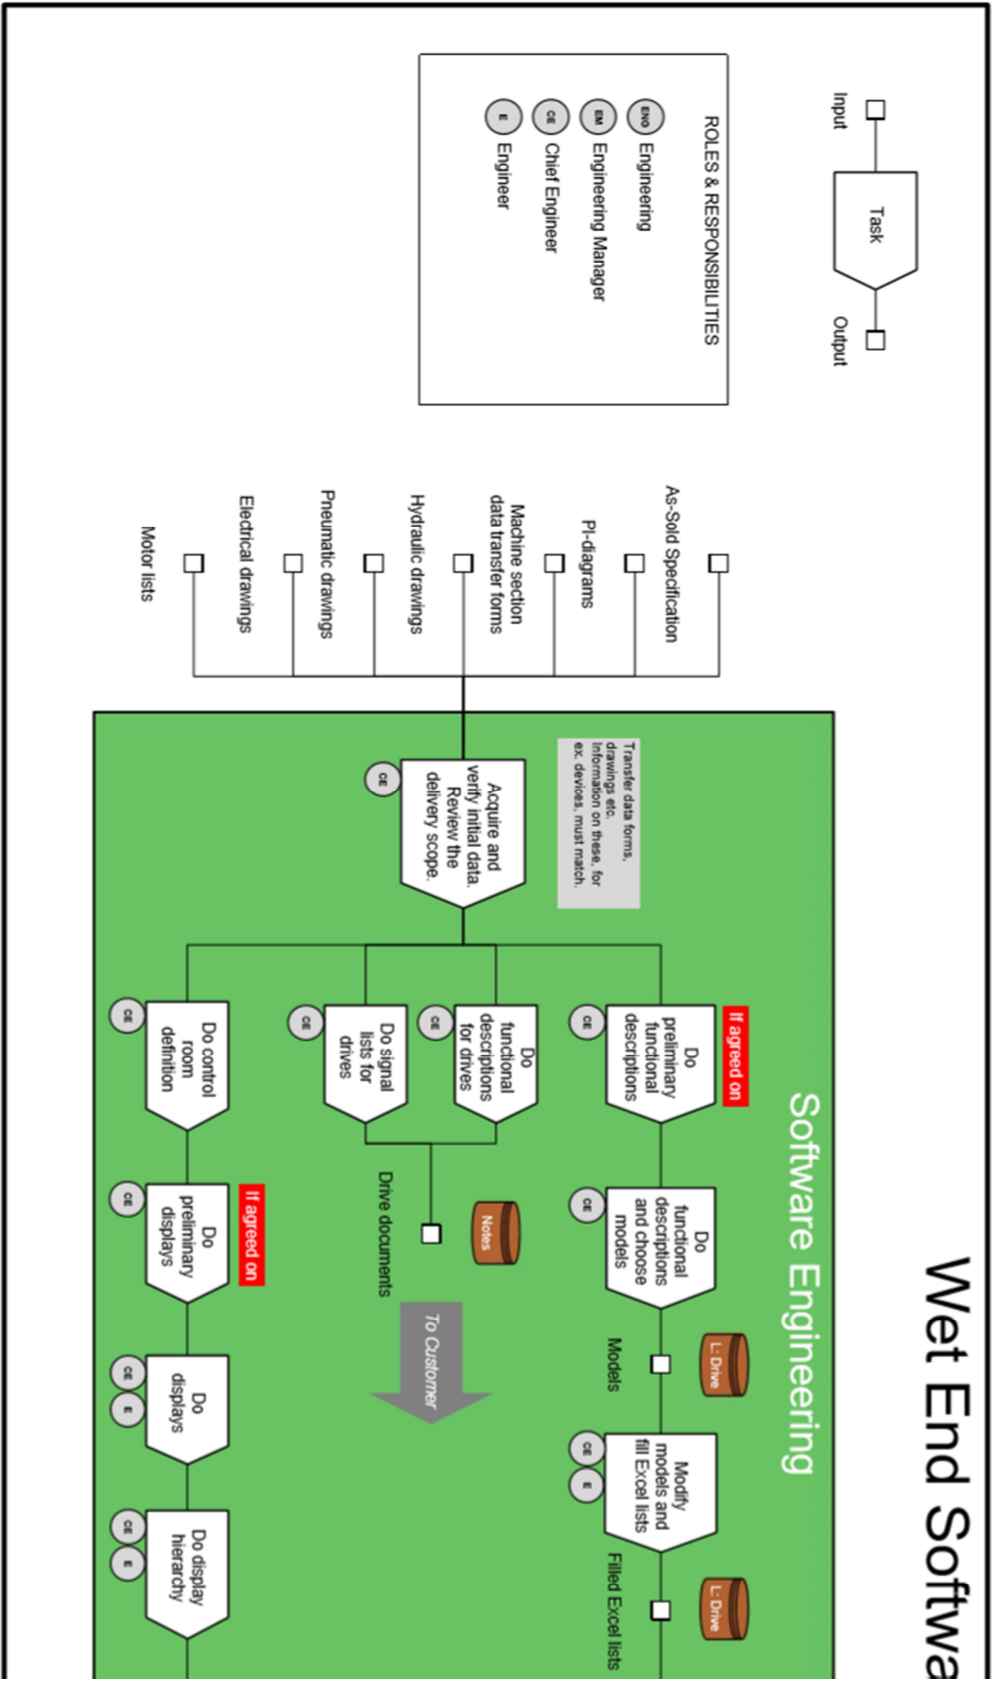 Wet End Softwa
Input
Task
Output
ROLES & RESPONSIBILITIES
ENG Engineering
EM Engineering Manager
CE Chief Engineer
E Engineer
As-Sold Specification
PI-diagrams
Machine section
data transfer forms
Hydraulic drawings
Pneumatic drawings
Electrical drawings
Motor lists
Software Engineering
Transfer data forms,
drawings etc.
Information on these, for
ex. devices, must match.
Acquire and
verify initial data.
Review the
delivery scope.
CE
If agreed on
Do
preliminary
functional
descriptions
CE
Do
functional
descriptions
and choose
models
CE
L: Drive
Models
Modify
models and
fill Excel lists
CE
E
L: Drive
Filled Excel lists
Do
functional
descriptions
for drives
CE
Do signal
lists for
drives
CE
Notes
Drive documents
To Customer
Do control
room
definition
CE
If agreed on
Do
preliminary
displays
CE
Do
displays
CE
E
Do display
hierarchy
CE
E